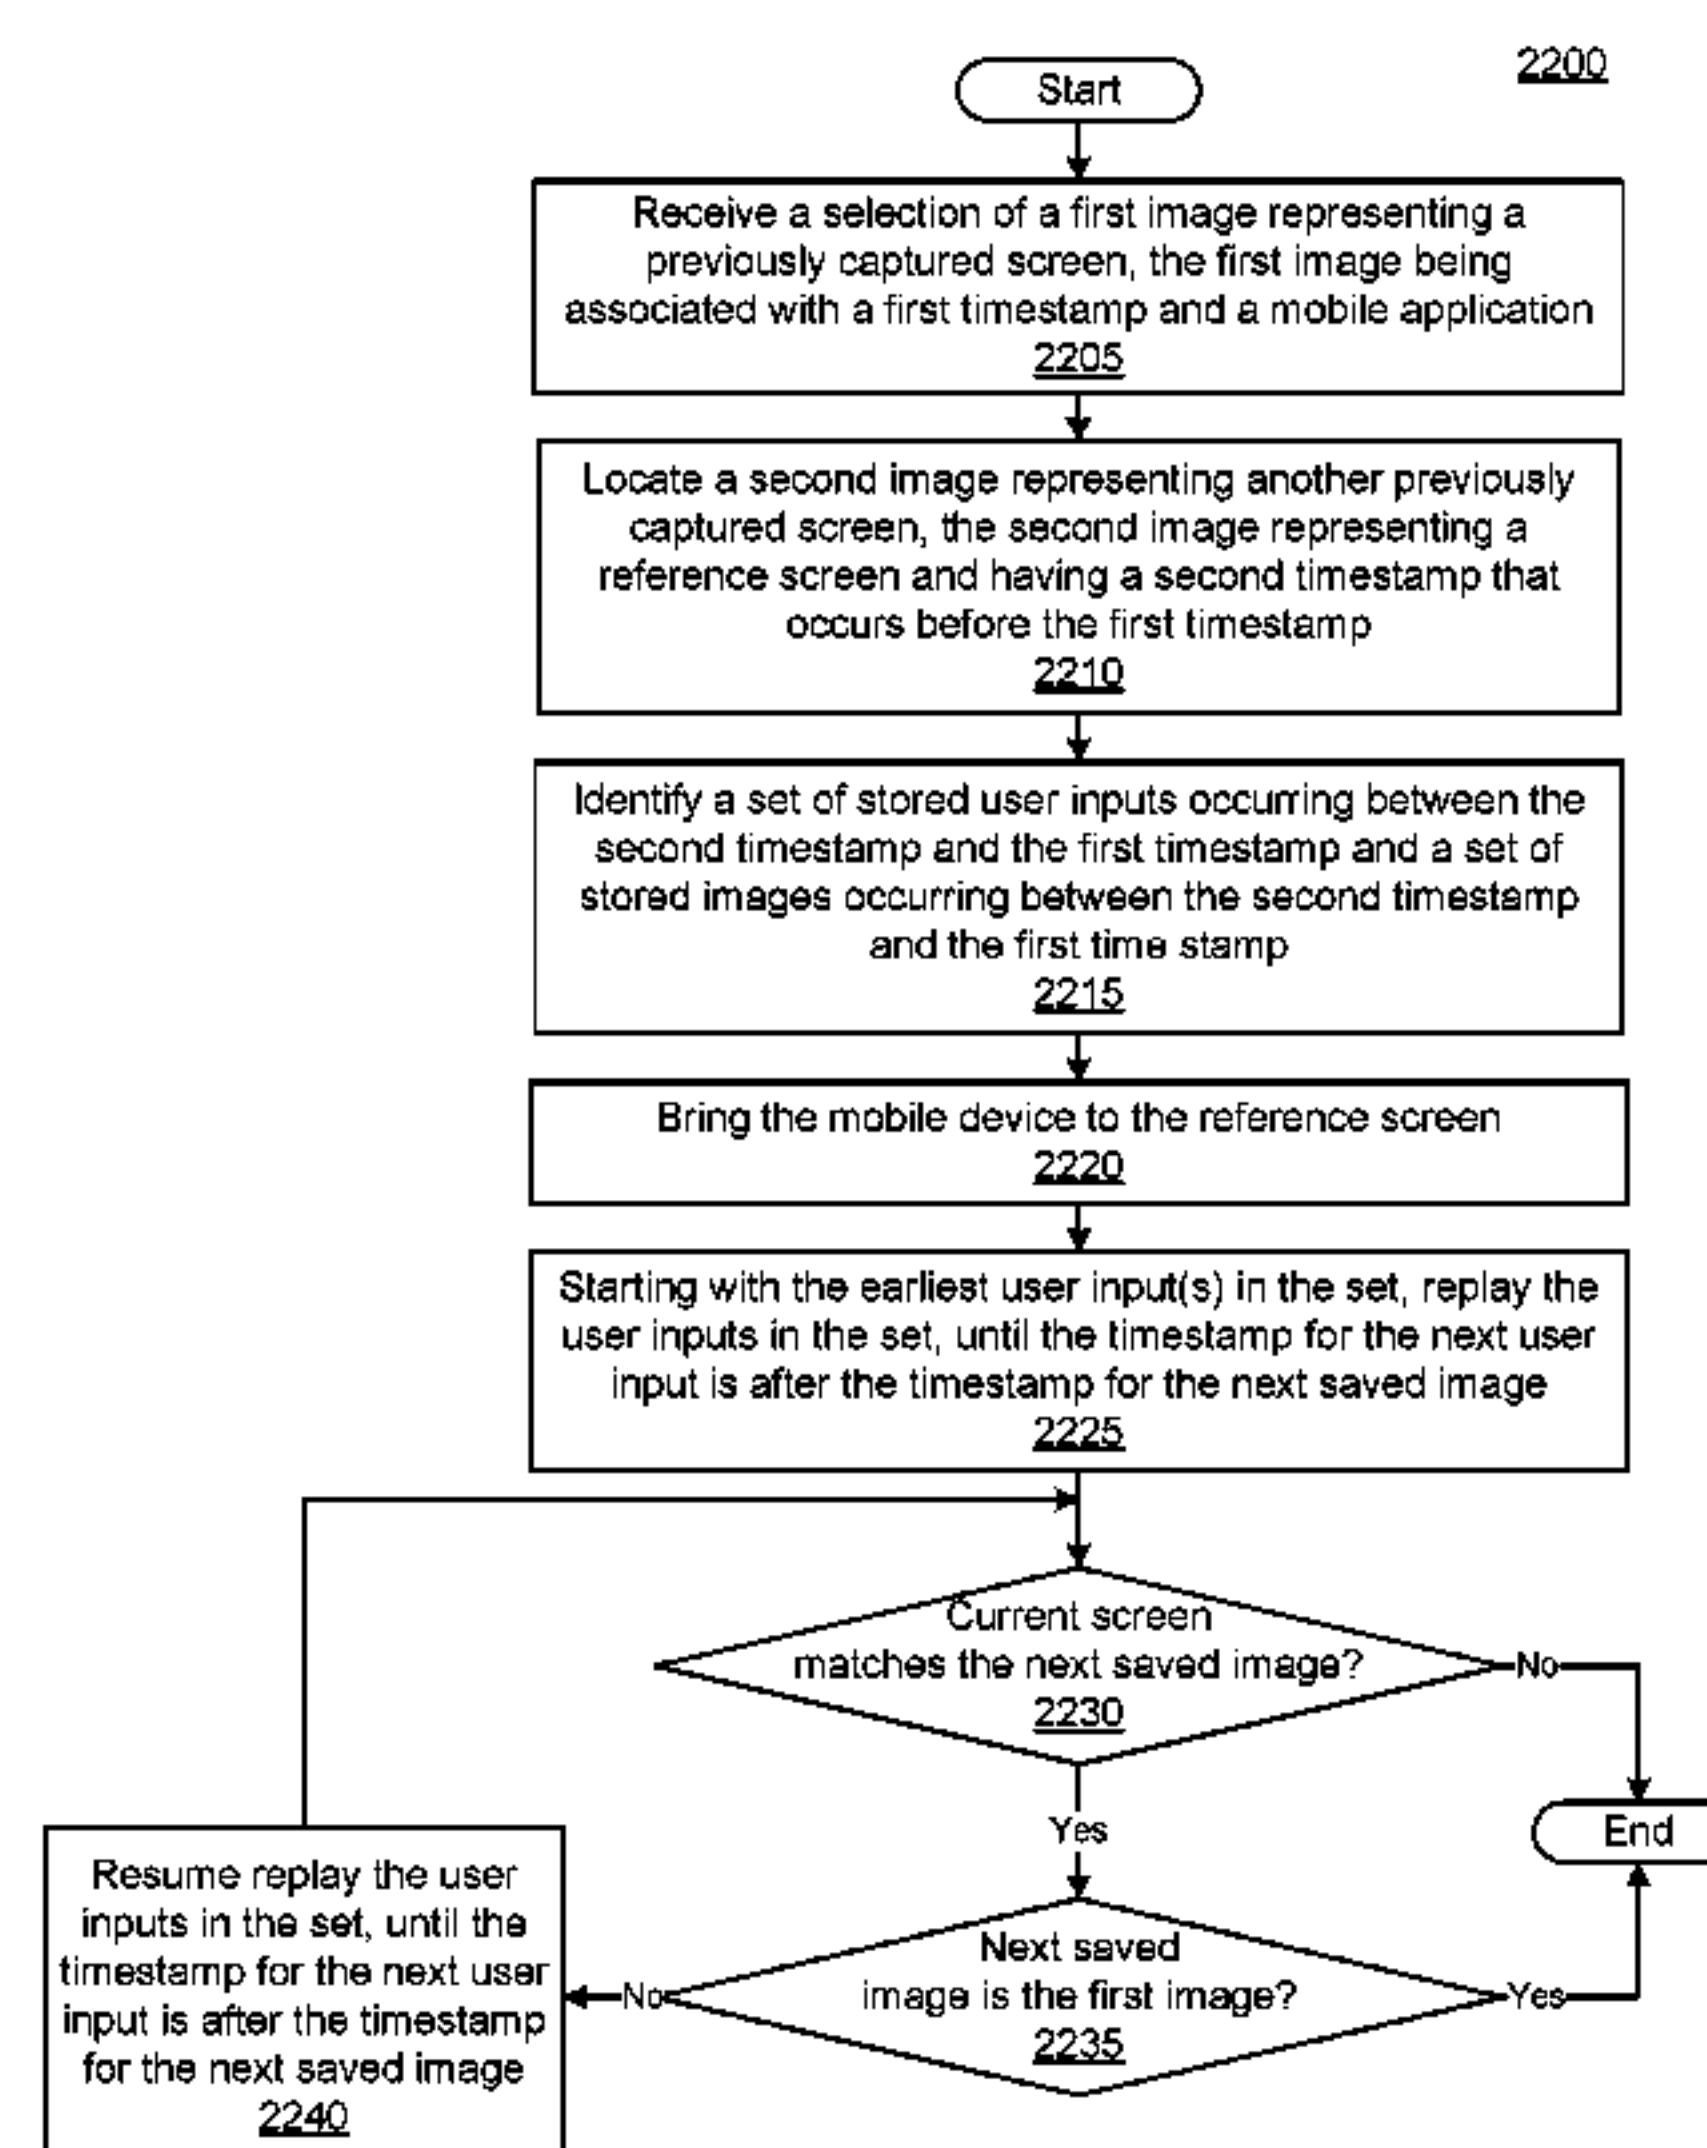 2200
Start
Receive a selection of a first image representing a
previously captured screen, the first image being
associated with a first timestamp and a mobile application
2205
Locate a second image representing another previously
captured screen, the second image representing a
reference screen and having a second timestamp that
occurs before the first timestamp
2210
Identify a set of stored user inputs occurring between the
second timestamp and the first timestamp and a set of
stored images occurring between the second timestamp
and the first time stamp
2215
Bring the mobile device to the reference screen
2220
Starting with the earliest user input(s) in the set, replay the
user inputs in the set, until the timestamp for the next user
input is after the timestamp for the next saved image
2225
Current screen
matches the next saved image?
2230
No
Yes
End
Next saved
image is the first image?
2235
No
Yes
Resume replay the user
inputs in the set, until the
timestamp for the next user
input is after the timestamp
for the next saved image
2240